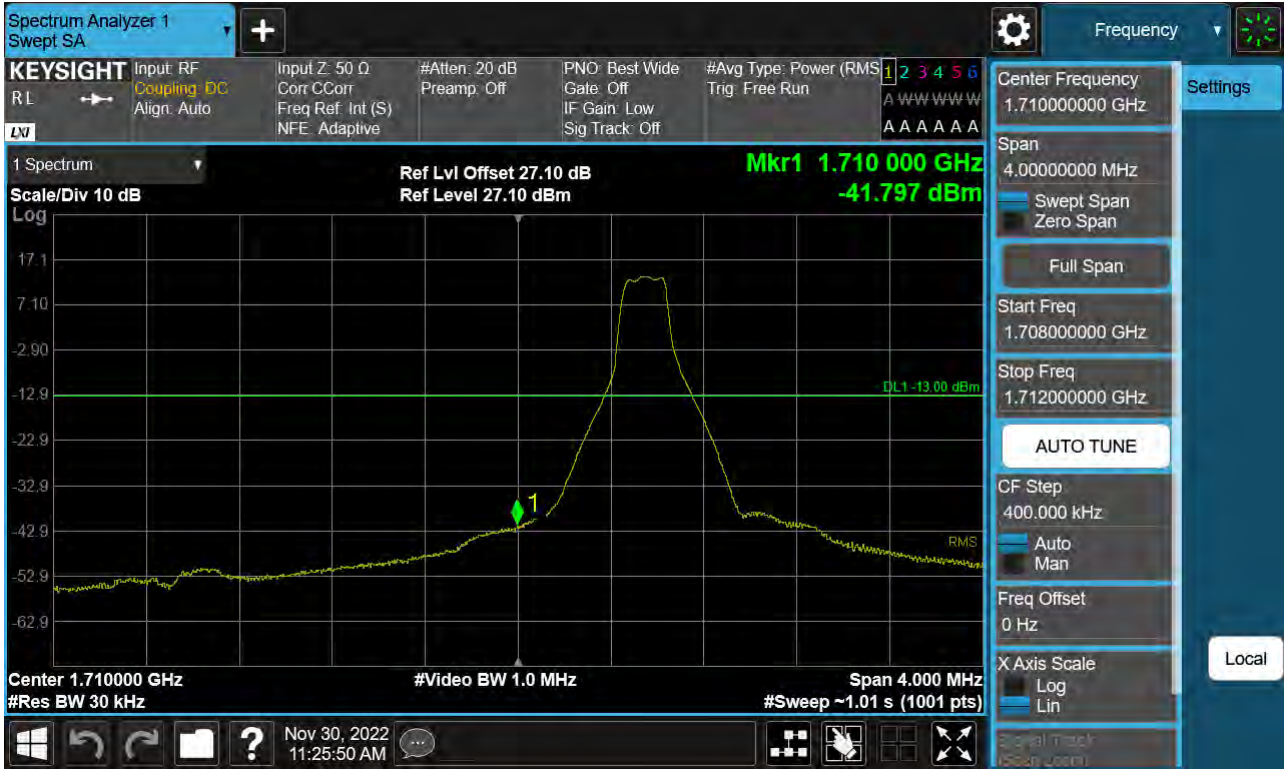 Spectrum Analyzer 1
Swept SA
Frequency
KEYSIGHT
R L
LXI
Input: RF
Coupling: DC
Align: Auto
Input Z: 50 Ω
Corr CCorr
Freq Ref: Int (S)
NFE: Adaptive
#Atten: 20 dB
Preamp: Off
PNO: Best Wide
Gate: Off
IF Gain: Low
Sig Track: Off
#Avg Type: Power (RMS
Trig: Free Run
1 2 3 4 5 6
A W W W W W
A A A A A A
1 Spectrum
Scale/Div 10 dB
Log
Ref Lvl Offset 27.10 dB
Ref Level 27.10 dBm
Mkr1 1.710 000 GHz
-41.797 dBm
17.1
7.10
-2.90
-12.9
-22.9
-32.9
-42.9
-52.9
-62.9
DL1 -13.00 dBm
1
RMS
Center 1.710000 GHz
#Res BW 30 kHz
#Video BW 1.0 MHz
Span 4.000 MHz
#Sweep ~1.01 s (1001 pts)
Center Frequency
1.710000000 GHz
Span
4.00000000 MHz
Swept Span
Zero Span
Full Span
Start Freq
1.708000000 GHz
Stop Freq
1.712000000 GHz
AUTO TUNE
CF Step
400.000 kHz
Auto
Man
Freq Offset
0 Hz
X Axis Scale
Log
Lin
Signal Track
(Span Zoom)
Settings
Local
?
Nov 30, 2022
11:25:50 AM